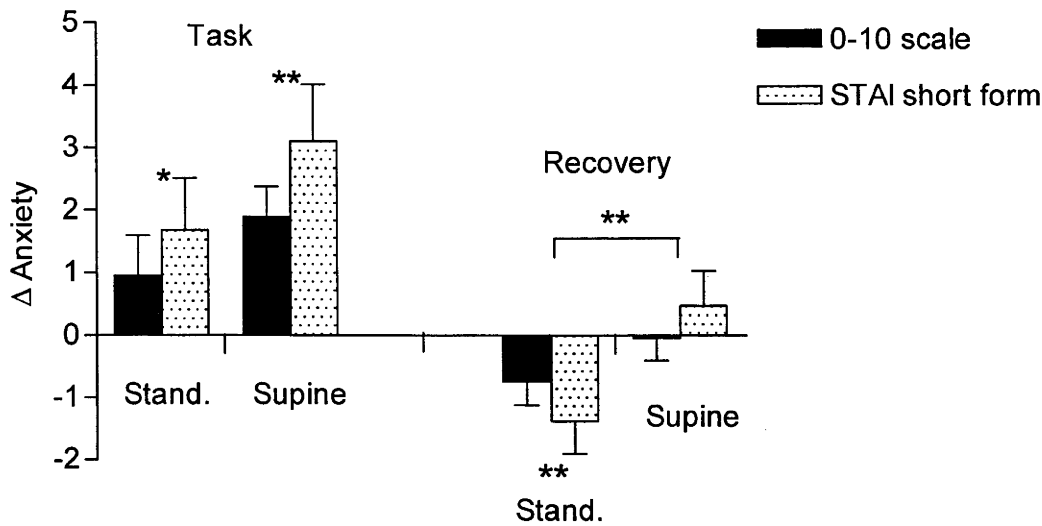 5
4
3
2
1
0
-1
-2
Δ Anxiety
Task
*
**
Stand.
Supine
Recovery
**
**
Stand.
Supine
0-10 scale
STAI short form